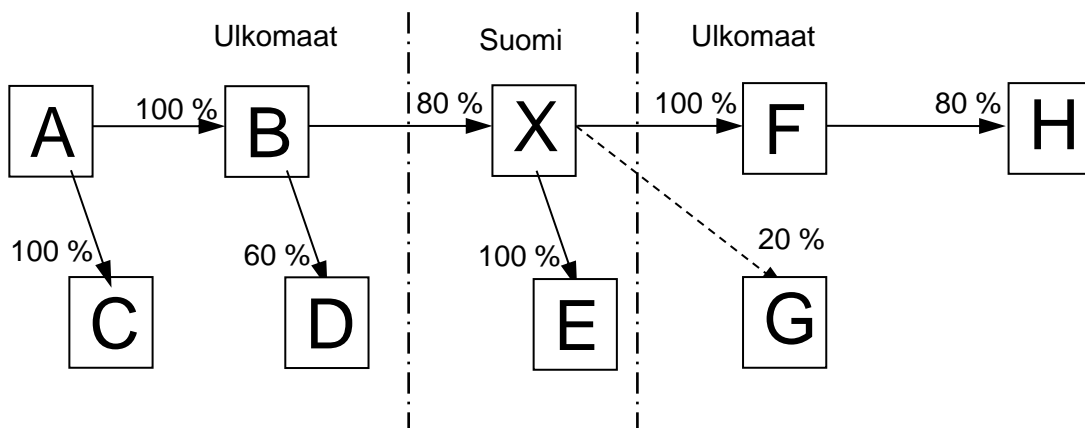 Ulkomaat
Suomi
Ulkomaat
A
100 %
B
80 %
X
100 %
F
80 %
H
100 %
60 %
100 %
20 %
C
D
E
G